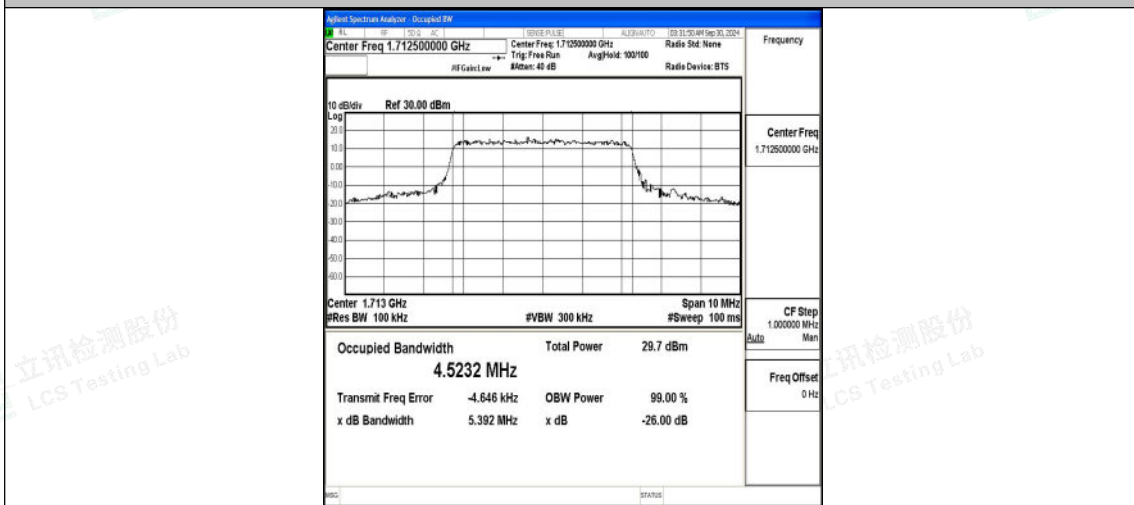 Agilent Spectrum Analyzer - Occupied BW
RL RF 50 Ω AC SENSE:PULSE ALIGNAUTO 03:31:50 AM Sep 30, 2024
Center Freq 1.712500000 GHz
Center Freq: 1.712500000 GHz
Radio Std: None
Trig: Free Run Avg|Hold: 100/100
#IFGain:Low #Atten: 40 dB Radio Device: BTS
Frequency
10 dB/div Ref 30.00 dBm
Log
20.0
10.0
0.00
-10.0
-20.0
-30.0
-40.0
-50.0
-60.0
Center 1.713 GHz Span 10 MHz
#Res BW 100 kHz #VBW 300 kHz #Sweep 100 ms
Occupied Bandwidth Total Power 29.7 dBm
4.5232 MHz
Transmit Freq Error -4.646 kHz OBW Power 99.00 %
x dB Bandwidth 5.392 MHz x dB -26.00 dB
Center Freq
1.712500000 GHz
CF Step
1.000000 MHz
Auto Man
Freq Offset
0 Hz
MSG STATUS
立讯检测股份
LCS Testing Lab
立讯检测股份
LCS Testing Lab